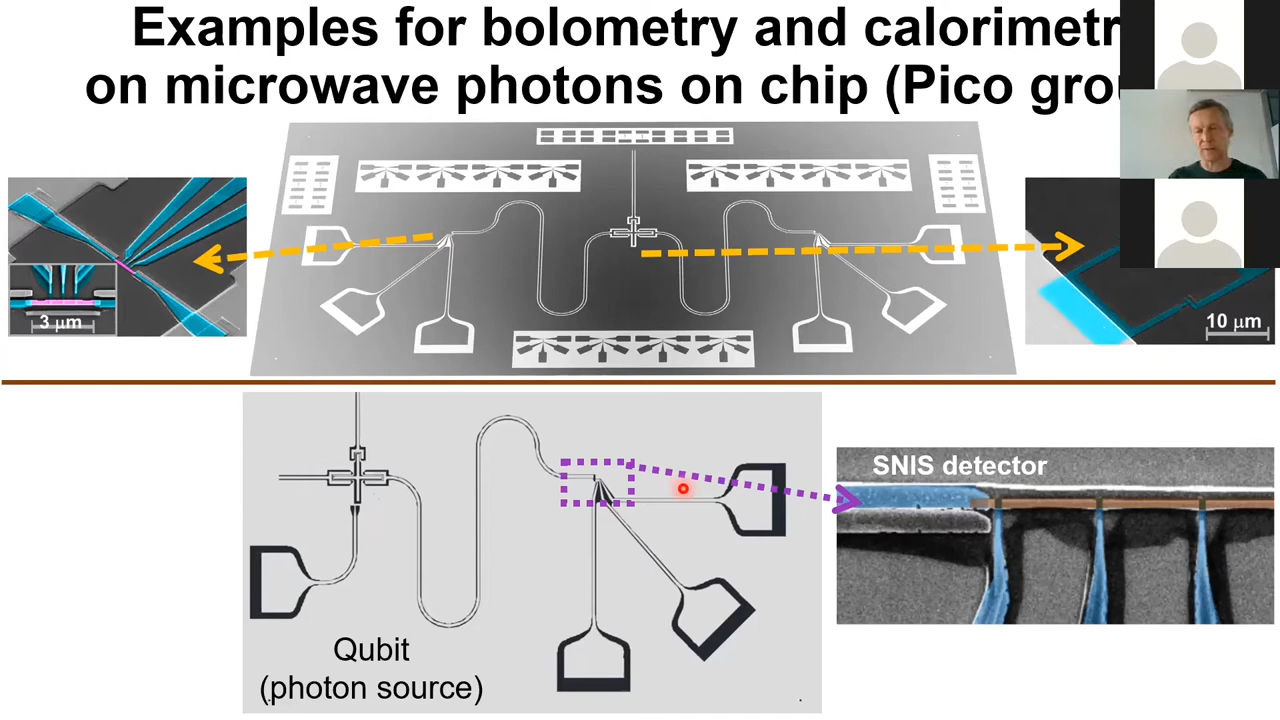 Examples for bolometry and calorimetr
on microwave photons on chip (Pico gro
3 μm
10 μm
SNIS detector
Qubit
(photon source)